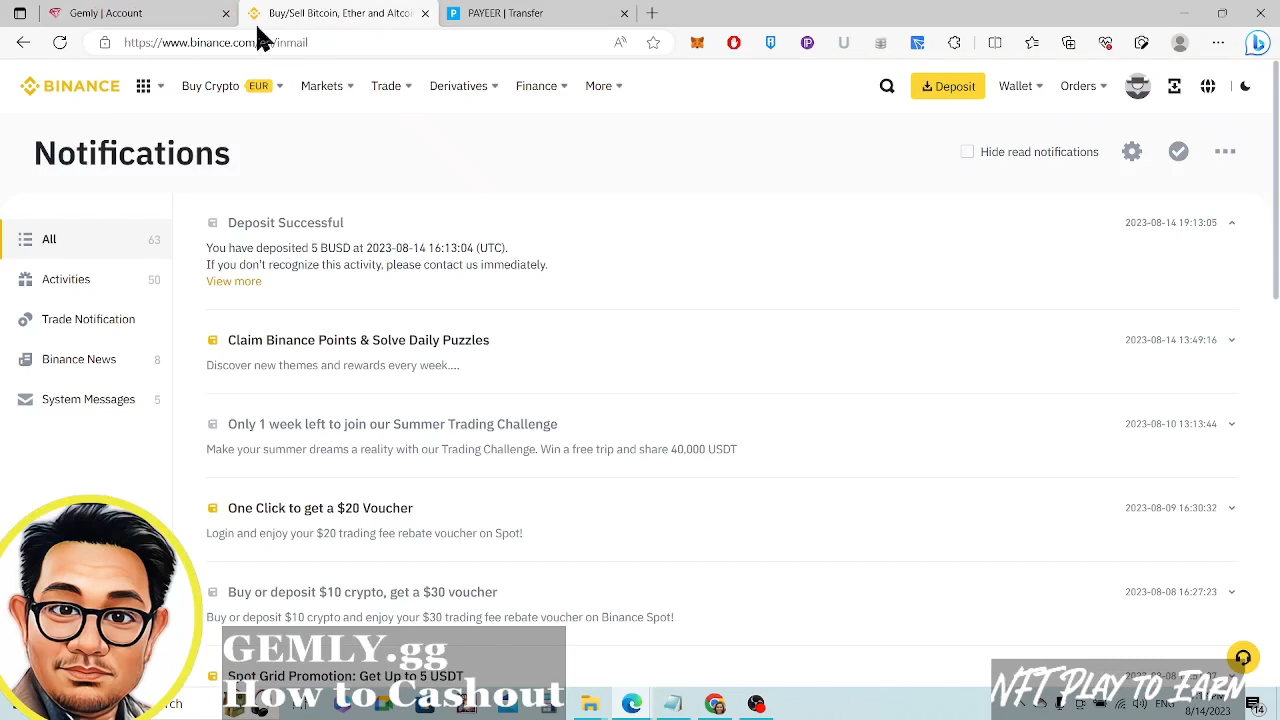 Gemly | Account
Buy/Sell Bitcoin, Ether and Altcoi
PAYEER | Transfer
https://www.binance.com/en/inmail
BINANCE
Buy Crypto EUR
Markets
Trade
Derivatives
Finance
More
Deposit
Wallet
Orders
Notifications
Hide read notifications
All 63
Activities 50
Trade Notification
Binance News 8
System Messages 5
Deposit Successful 2023-08-14 19:13:05
You have deposited 5 BUSD at 2023-08-14 16:13:04 (UTC).
If you don't recognize this activity, please contact us immediately.
View more
Claim Binance Points & Solve Daily Puzzles 2023-08-14 13:49:16
Discover new themes and rewards every week....
Only 1 week left to join our Summer Trading Challenge 2023-08-10 13:13:44
Make your summer dreams a reality with our Trading Challenge. Win a free trip and share 40,000 USDT
One Click to get a $20 Voucher 2023-08-09 16:30:32
Login and enjoy your $20 trading fee rebate voucher on Spot!
Buy or deposit $10 crypto, get a $30 voucher 2023-08-08 16:27:23
Buy or deposit $10 crypto and enjoy your $30 trading fee rebate voucher on Binance Spot!
GEMLY.gg
Spot Grid Promotion: Get Up to 5 USDT
How to Cashout
NFT Play to Earn
8/14/2023